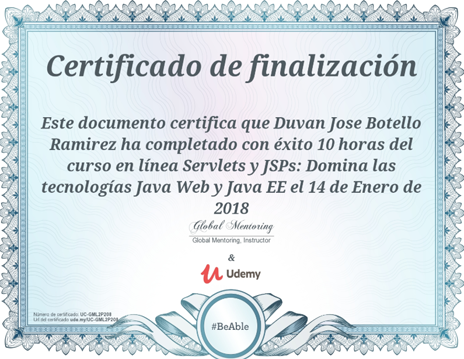 Certificado de finalización
Este documento certifica que Duvan Jose Botello
Ramirez ha completado con éxito 10 horas del
curso en línea Servlets y JSPs: Domina las
tecnologías Java Web y Java EE el 14 de Enero de
2018
Global Mentoring
Global Mentoring, Instructor
&
Udemy
Número de certificado: UC-GML2P208
Url del certificado: ude.my/UC-GML2P208
#BeAble